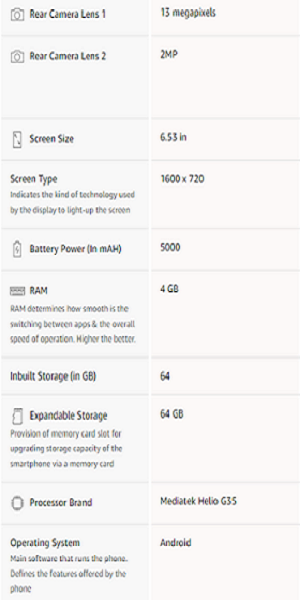 Rear Camera Lens 1 13 megapixels
Rear Camera Lens 2 2MP
Screen Size 6.53 in
Screen Type 1600 x 720
Indicates the kind of technology used
by the display to light-up the screen
Battery Power (In mAH) 5000
RAM 4 GB
RAM determines how smooth is the
switching between apps & the overall
speed of operation. Higher the better.
Inbuilt Storage (in GB) 64
Expandable Storage 64 GB
Provision of memory card slot for
upgrading storage capacity of the
smartphone via a memory card
Processor Brand Mediatek Helio G35
Operating System Android
Main software that runs the phone.
Defines the features offered by the
phone